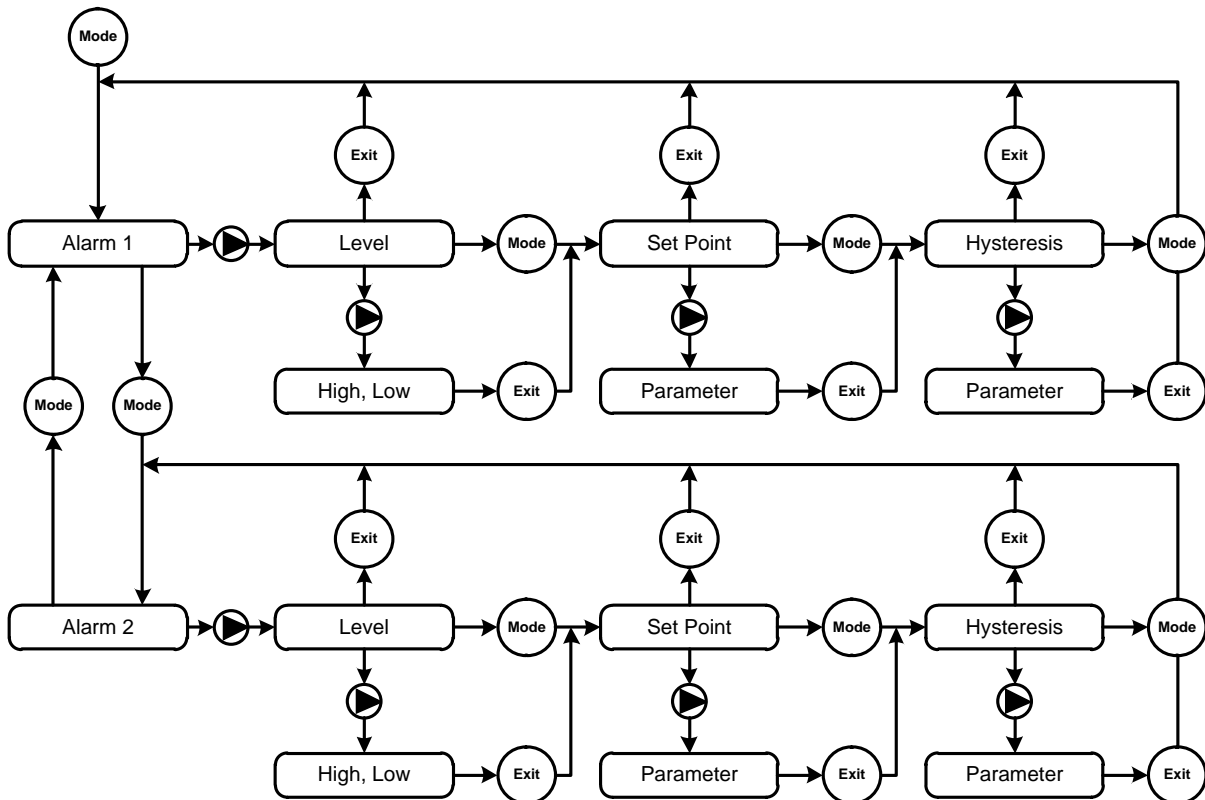 Mode
Exit
Exit
Exit
Alarm 1
Level
Mode
Set Point
Mode
Hysteresis
Mode
Mode
Mode
High, Low
Exit
Parameter
Exit
Parameter
Exit
Exit
Exit
Exit
Alarm 2
Level
Mode
Set Point
Mode
Hysteresis
Mode
High, Low
Exit
Parameter
Exit
Parameter
Exit